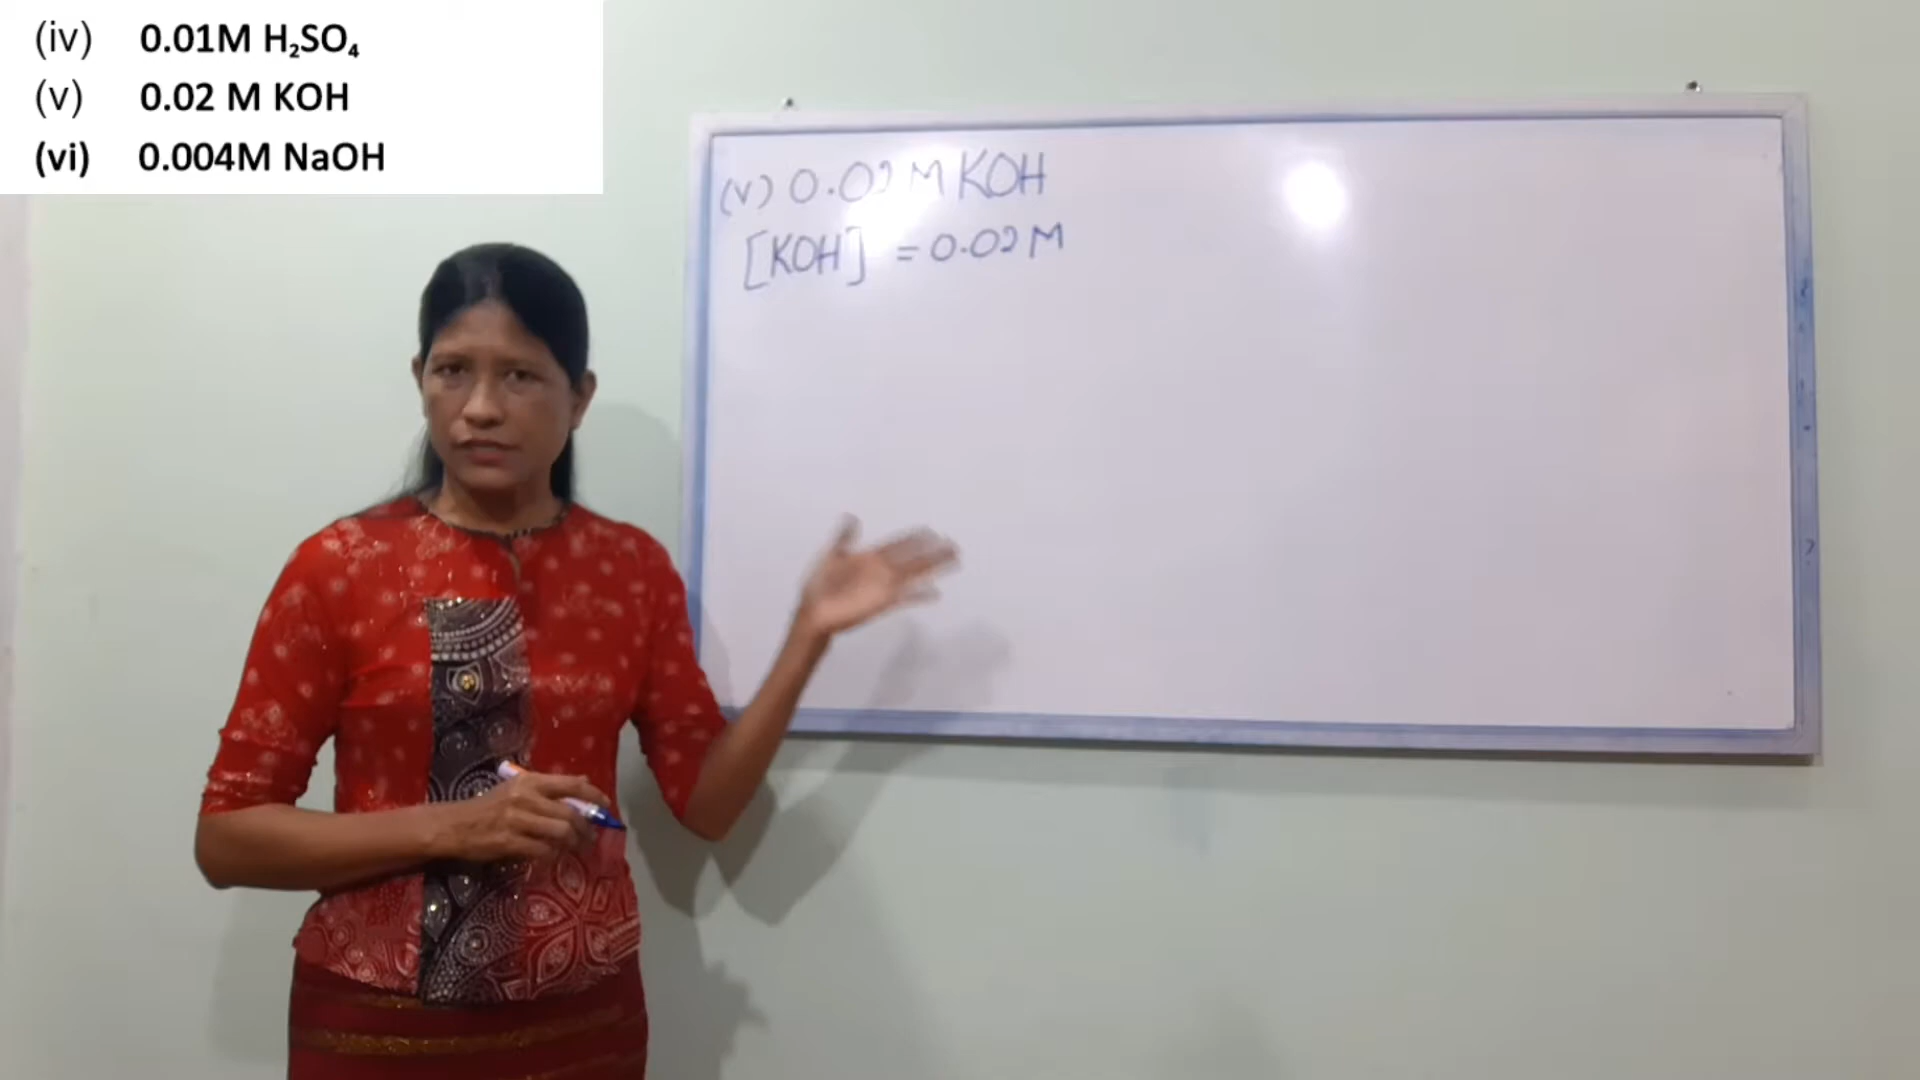 (iv) 0.01M H₂SO₄
(v) 0.02 M KOH
(vi) 0.004M NaOH
(v) 0.02 M KOH
[KOH] = 0.02 M